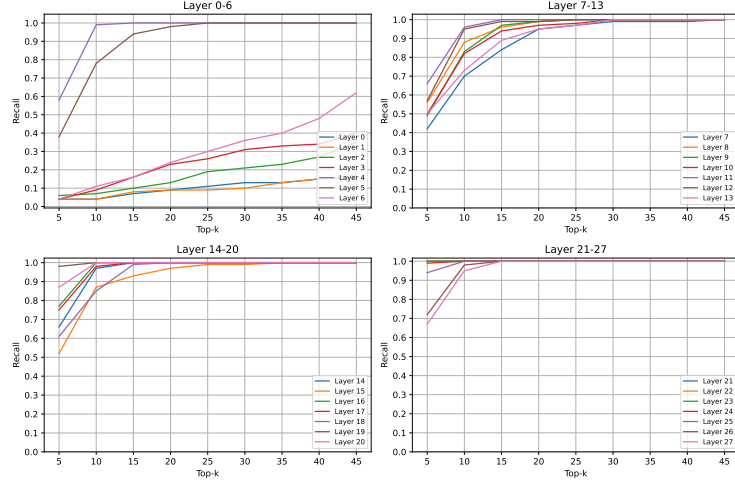 Layer 0-6
1.0
0.9
0.8
0.7
0.6
0.5
0.4
0.3
0.2
0.1
0.0
Recall
5 10 15 20 25 30 35 40 45
Top-k
Layer 0
Layer 1
Layer 2
Layer 3
Layer 4
Layer 5
Layer 6
Layer 7-13
1.0
0.9
0.8
0.7
0.6
0.5
0.4
0.3
0.2
0.1
0.0
Recall
5 10 15 20 25 30 35 40 45
Top-k
Layer 7
Layer 8
Layer 9
Layer 10
Layer 11
Layer 12
Layer 13
Layer 14-20
1.0
0.9
0.8
0.7
0.6
0.5
0.4
0.3
0.2
0.1
0.0
Recall
5 10 15 20 25 30 35 40 45
Top-k
Layer 14
Layer 15
Layer 16
Layer 17
Layer 18
Layer 19
Layer 20
Layer 21-27
1.0
0.9
0.8
0.7
0.6
0.5
0.4
0.3
0.2
0.1
0.0
Recall
5 10 15 20 25 30 35 40 45
Top-k
Layer 21
Layer 22
Layer 23
Layer 24
Layer 25
Layer 26
Layer 27